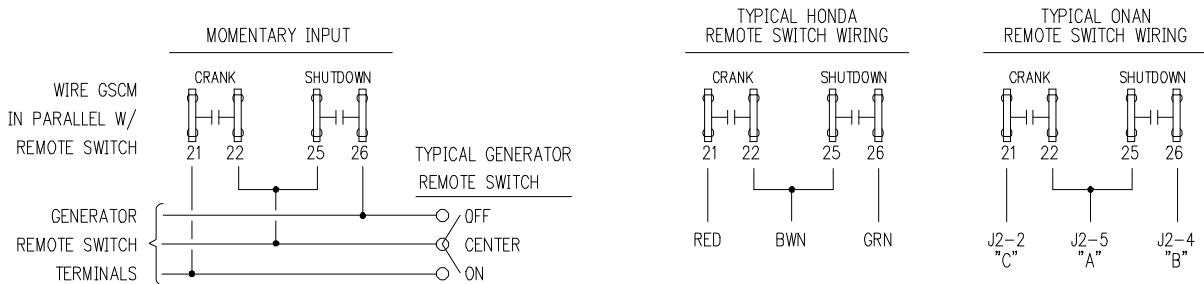 MOMENTARY INPUT
WIRE GSCM
IN PARALLEL W/
REMOTE SWITCH
CRANK SHUTDOWN
21 22 25 26
TYPICAL GENERATOR
REMOTE SWITCH
GENERATOR
REMOTE SWITCH
TERMINALS
OFF
CENTER
ON
TYPICAL HONDA
REMOTE SWITCH WIRING
CRANK SHUTDOWN
21 22 25 26
RED BWN GRN
TYPICAL ONAN
REMOTE SWITCH WIRING
CRANK SHUTDOWN
21 22 25 26
J2-2 J2-5 J2-4
"C" "A" "B"